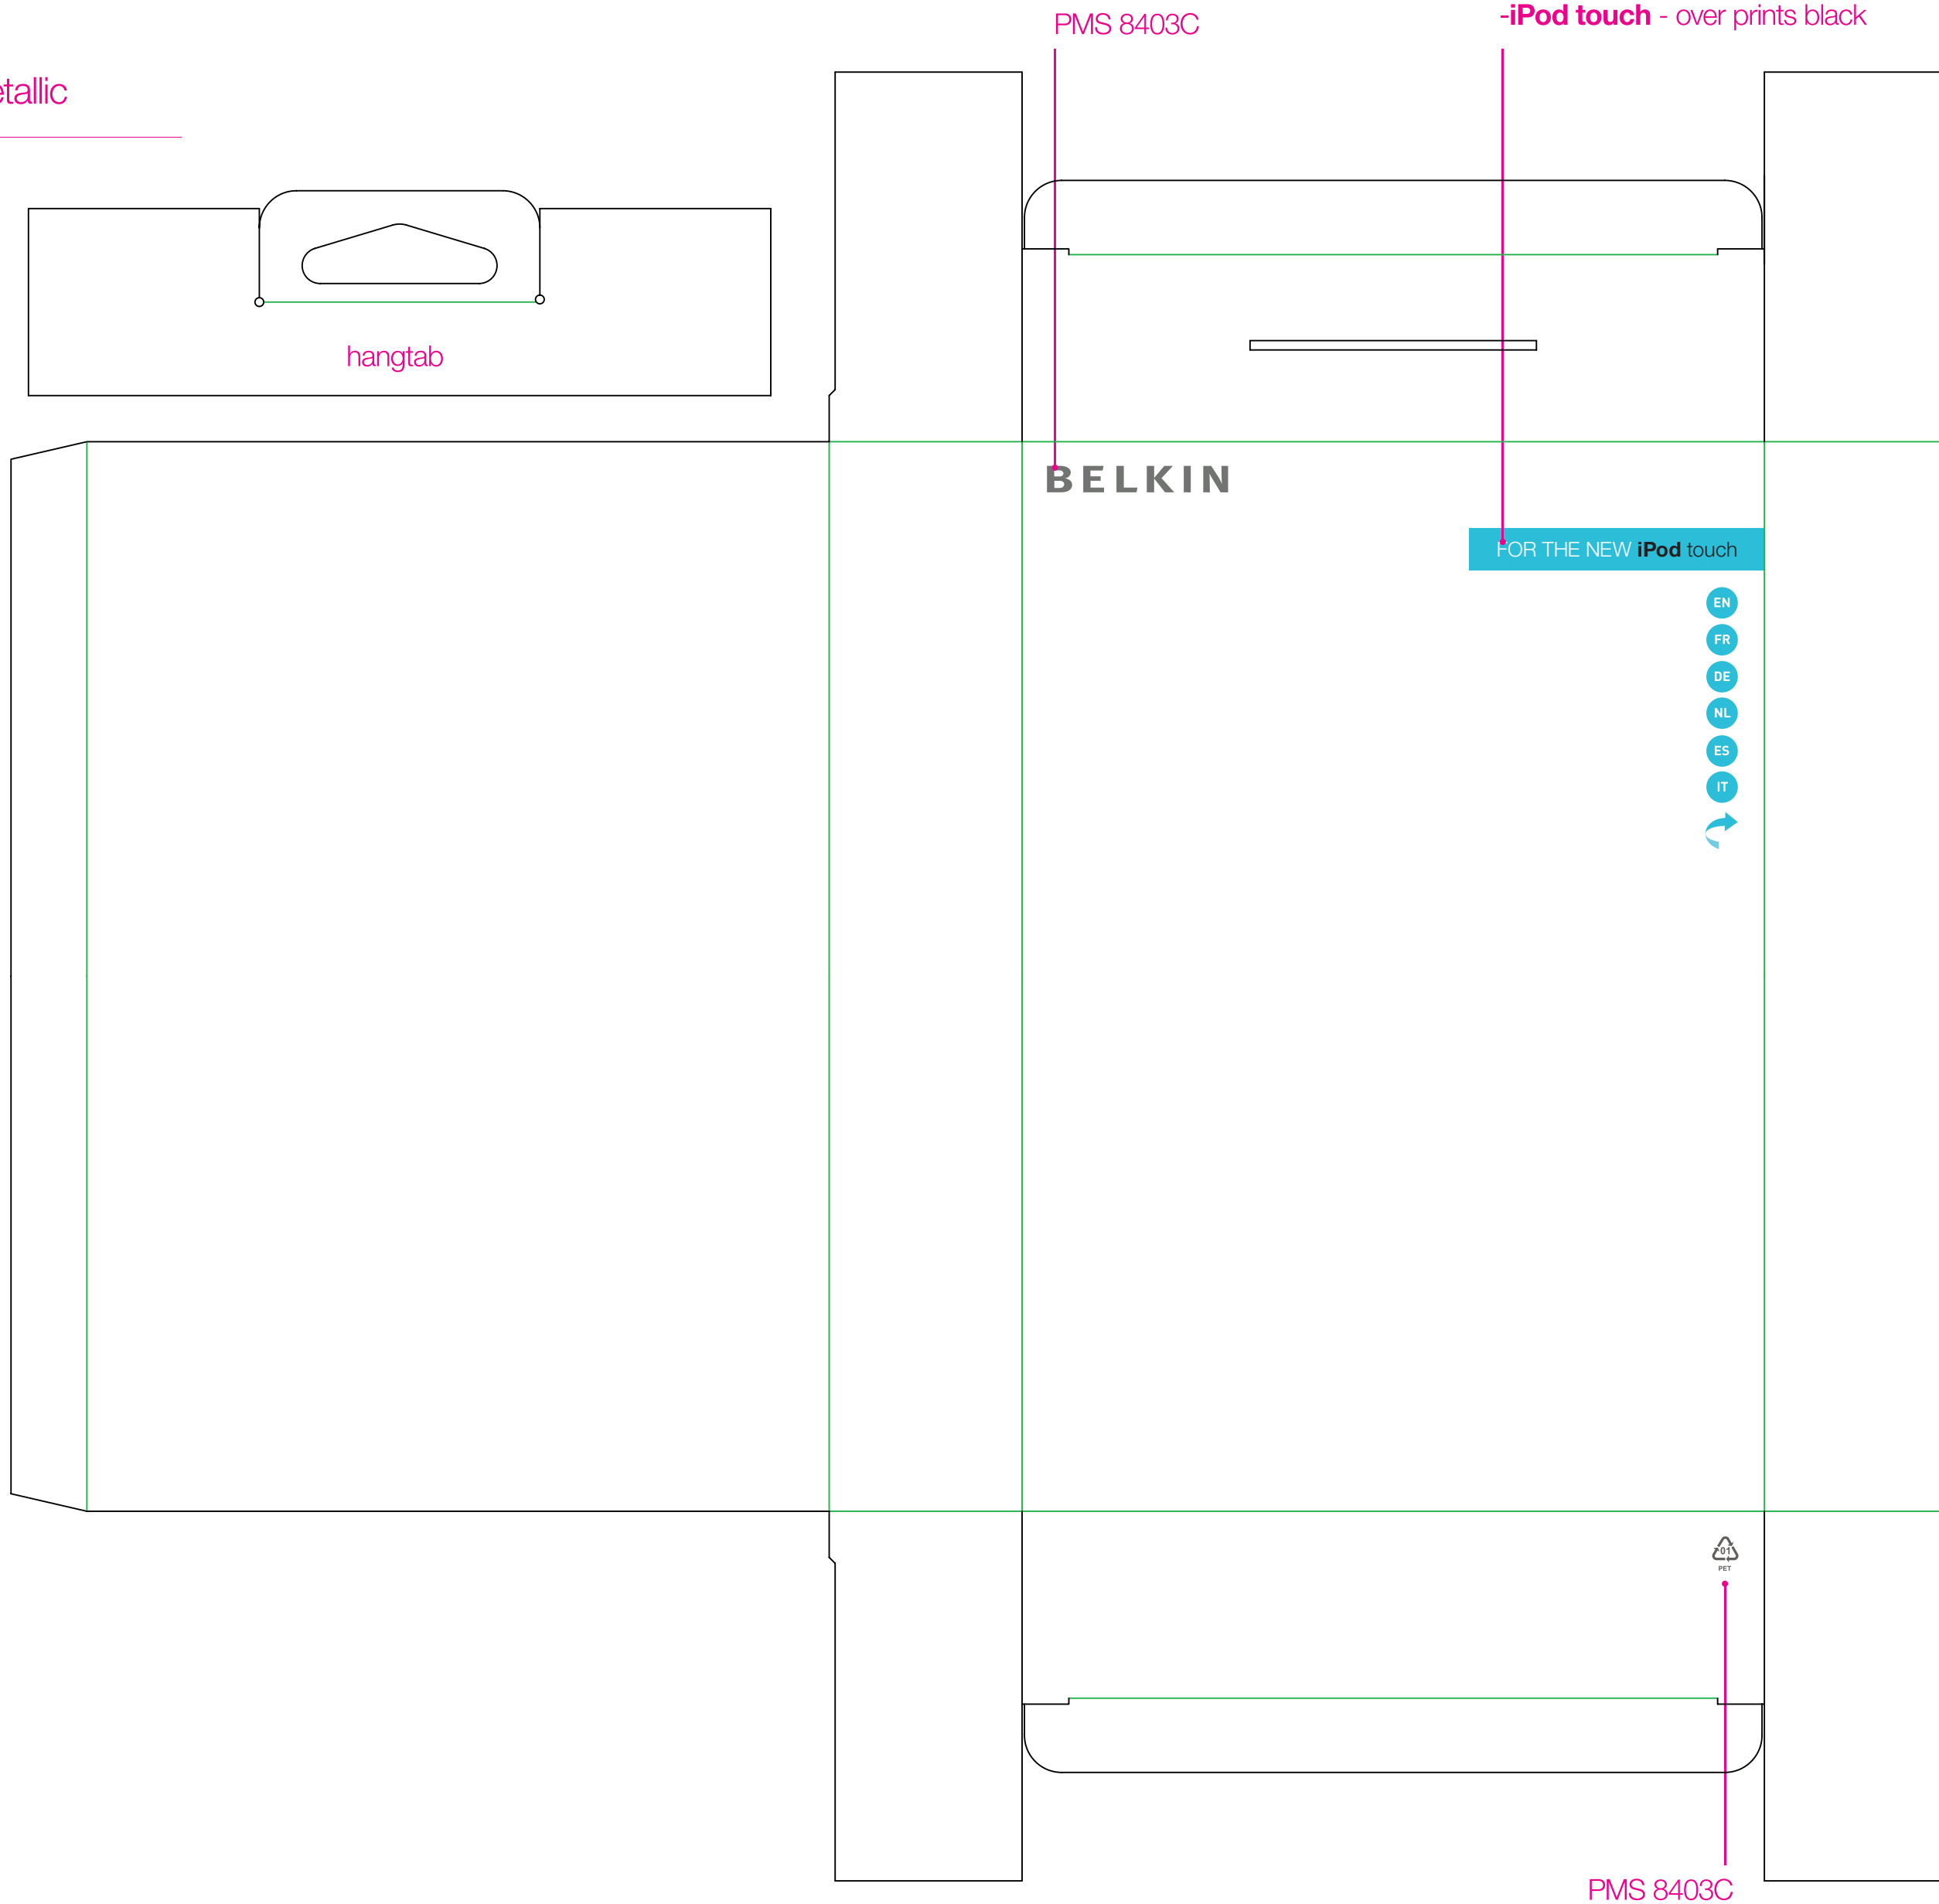 PMS 8403C
-iPod touch - over prints black
hangtab
BELKIN
FOR THE NEW iPod touch
EN
FR
DE
NL
ES
IT
01
PET
PMS 8403C